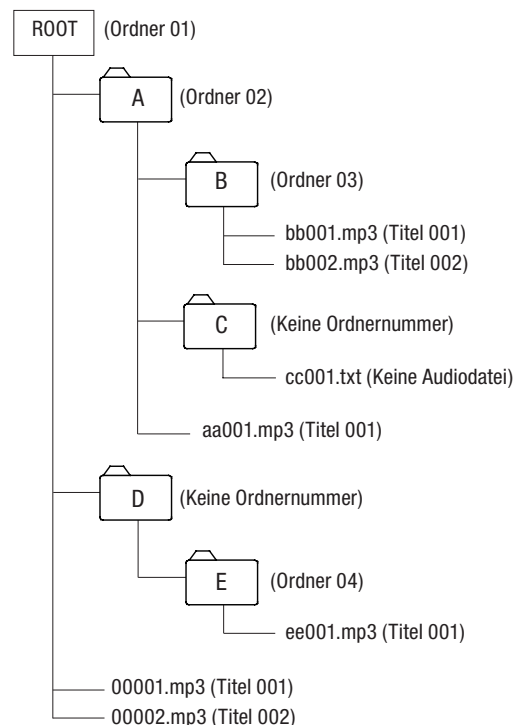 ROOT (Ordner 01)
A (Ordner 02)
B (Ordner 03)
bb001.mp3 (Titel 001)
bb002.mp3 (Titel 002)
C (Keine Ordnernummer)
cc001.txt (Keine Audiodatei)
aa001.mp3 (Titel 001)
D (Keine Ordnernummer)
E (Ordner 04)
ee001.mp3 (Titel 001)
00001.mp3 (Titel 001)
00002.mp3 (Titel 002)